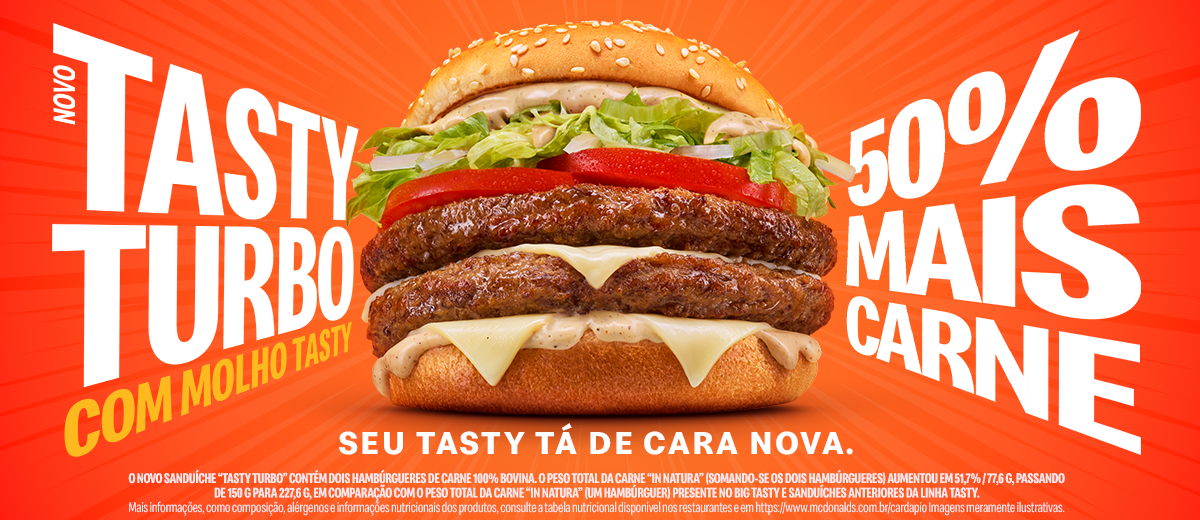 NOVO
TASTY
TURBO
COM MOLHO TASTY
50%
MAIS
CARNE
SEU TASTY TÁ DE CARA NOVA.
O NOVO SANDUÍCHE "TASTY TURBO" CONTÉM DOIS HAMBÚRGUERES DE CARNE 100% BOVINA. O PESO TOTAL DA CARNE "IN NATURA" (SOMANDO-SE OS DOIS HAMBÚRGUERES) AUMENTOU EM 51,7% / 77,6 G, PASSANDO
DE 150 G PARA 227,6 G, EM COMPARAÇÃO COM O PESO TOTAL DA CARNE "IN NATURA" (UM HAMBÚRGUER) PRESENTE NO BIG TASTY E SANDUÍCHES ANTERIORES DA LINHA TASTY.
Mais informações, como composição, alérgenos e informações nutricionais dos produtos, consulte a tabela nutricional disponível nos restaurantes e em https://www.mcdonalds.com.br/cardapio Imagens meramente ilustrativas.